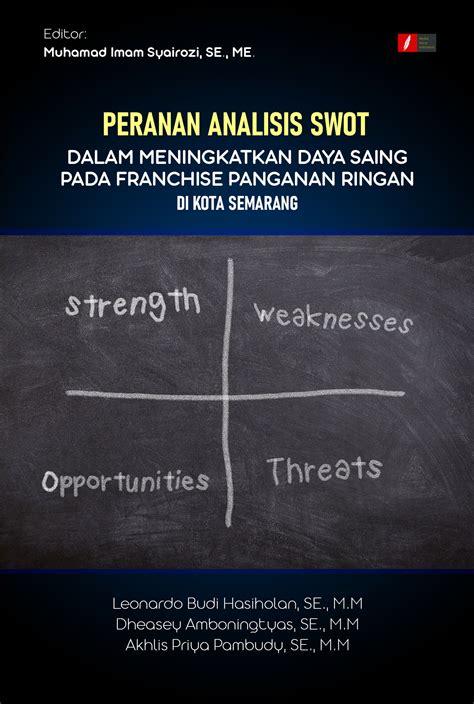 Editor:
Muhamad Imam Syairozi, SE., ME.
PERANAN ANALISIS SWOT
DALAM MENINGKATKAN DAYA SAING
PADA FRANCHISE PANGANAN RINGAN
DI KOTA SEMARANG
strength
Weaknesses
Opportunities
Threats
Leonardo Budi Hasiholan, SE., M.M
Dheasey Amboningtyas, SE., M.M
Akhlis Priya Pambudy, SE., M.M